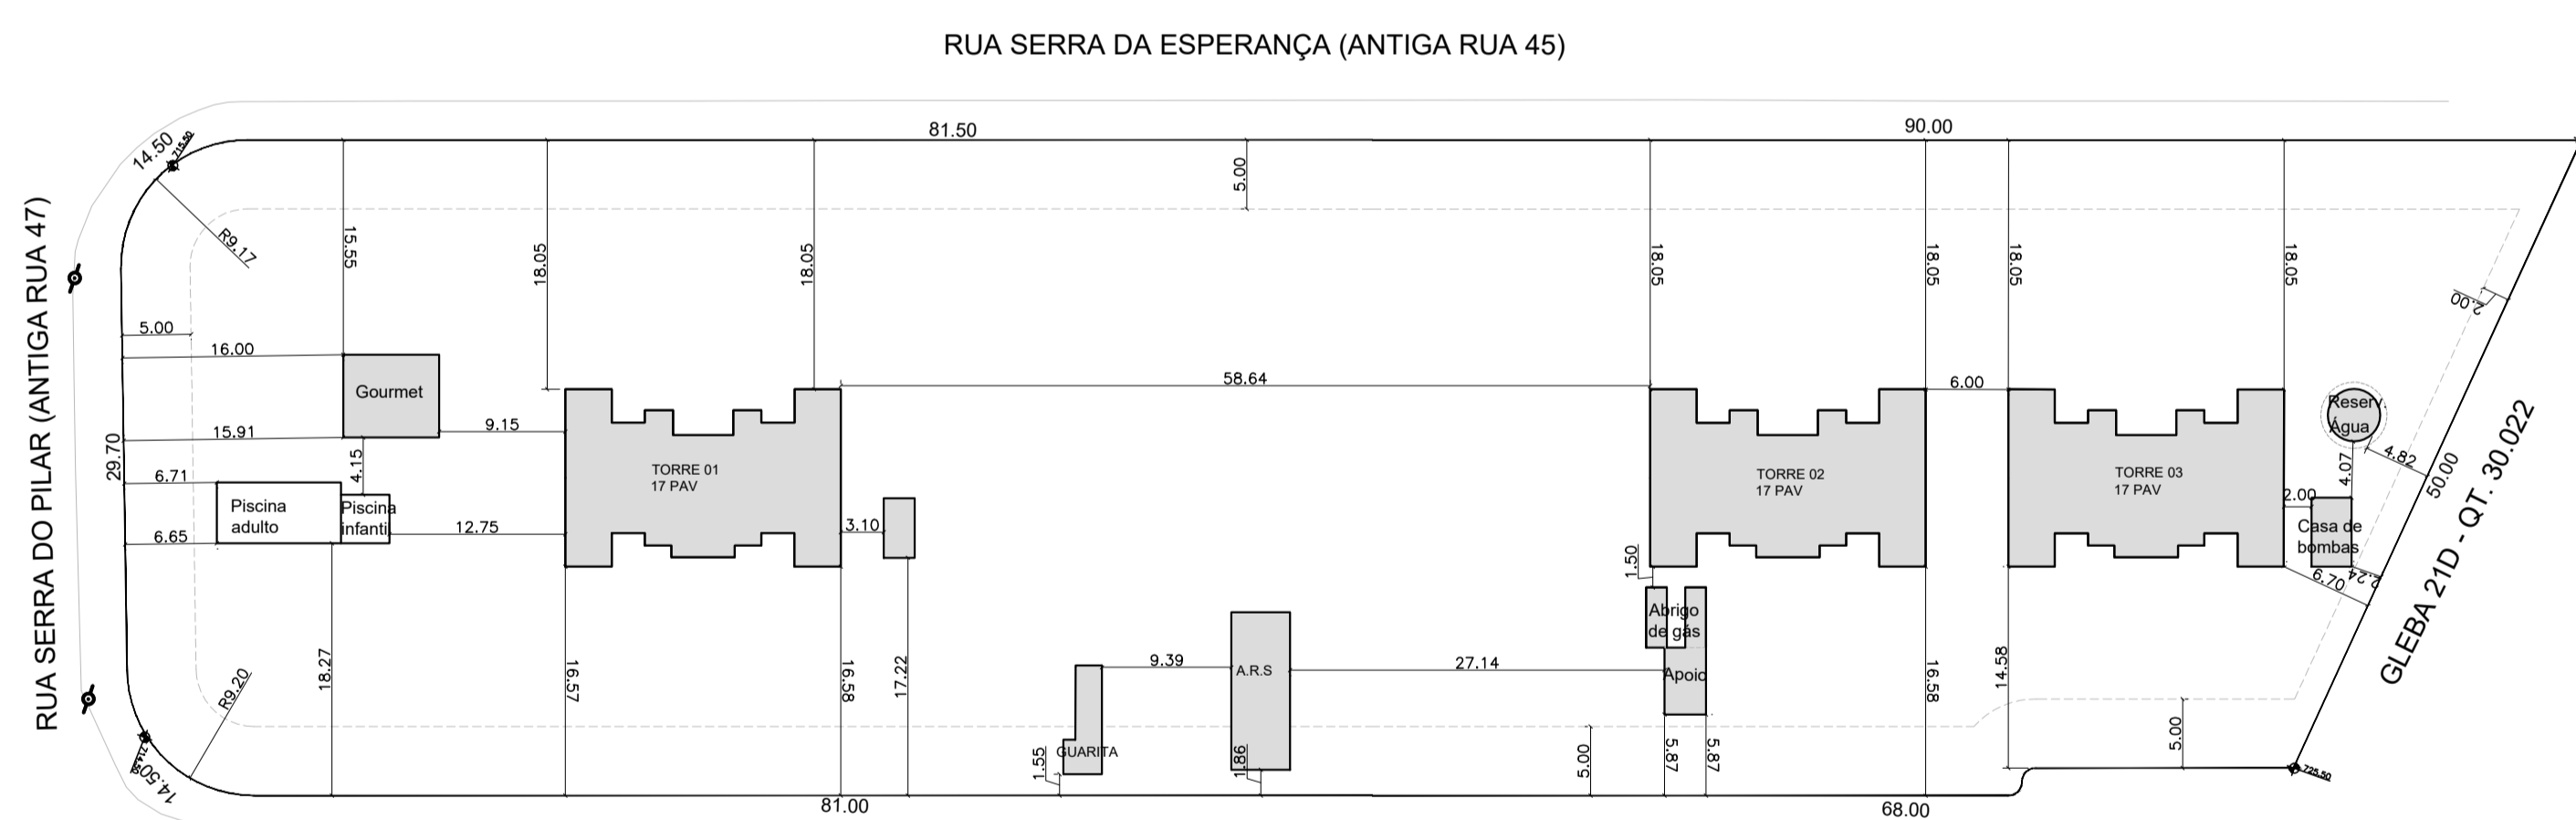 RUA SERRA DA ESPERANÇA (ANTIGA RUA 45)
81.50
90.00
14.50
715.50
5.00
R9.17
15.55
18.05
18.05
18.05
18.05
18.05
18.05
RUA SERRA DO PILAR (ANTIGA RUA 47)
2.00
5.00
16.00
58.64
6.00
Gourmet
Reserv.
Água
15.91
9.15
29.70
4.15
4.82
4.07
50.00
GLEBA 21D - QT. 30.022
6.71
TORRE 01
17 PAV
TORRE 02
17 PAV
TORRE 03
17 PAV
2.00
Piscina
adulto
Piscina
infantil
6.65
12.75
3.10
Casa de
bombas
1.50
6.70
2.24
Abrigo
de gás
18.27
R9.20
16.57
16.58
17.22
9.39
A.R.S
27.14
Apoio
16.58
14.58
GUARITA
1.55
1.86
5.00
5.87
5.87
5.00
714.50
14.50
725.50
81.00
68.00